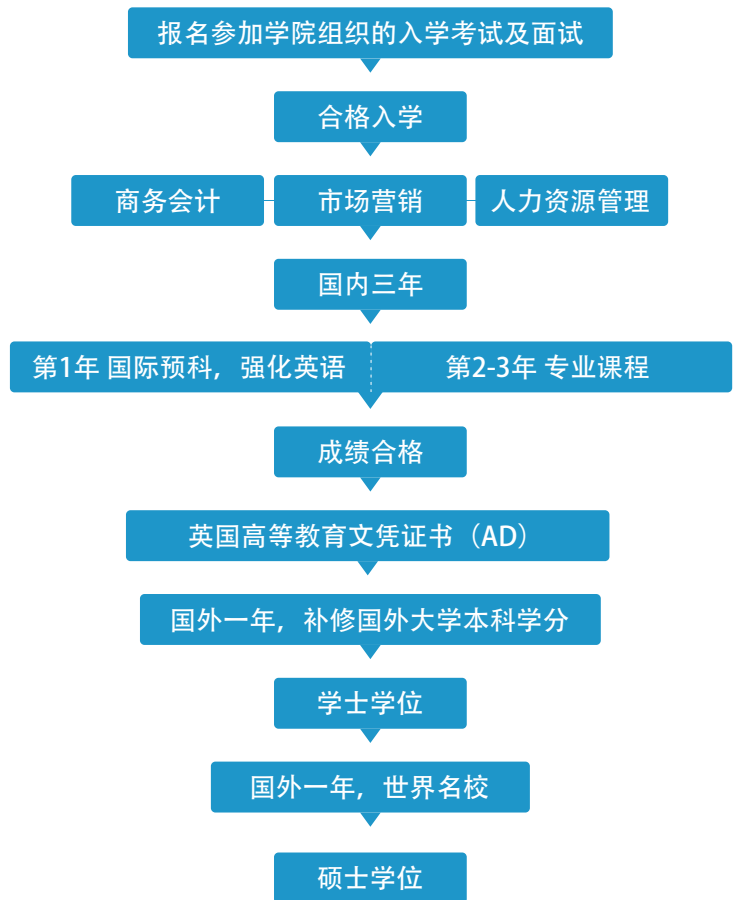 报名参加学院组织的入学考试及面试
合格入学
商务会计
市场营销
人力资源管理
国内三年
第1年 国际预科，强化英语
第2-3年 专业课程
成绩合格
英国高等教育文凭证书（AD）
国外一年，补修国外大学本科学分
学士学位
国外一年，世界名校
硕士学位